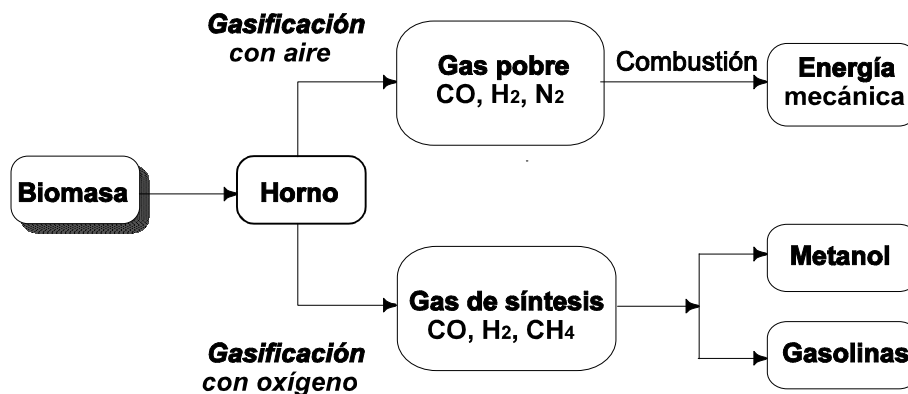 Gasificación
con aire
Gas pobre
CO, H2, N2
Combustión
Energía
mecánica
Biomasa
Horno
Gas de síntesis
CO, H2, CH4
Metanol
Gasolinas
Gasificación
con oxígeno